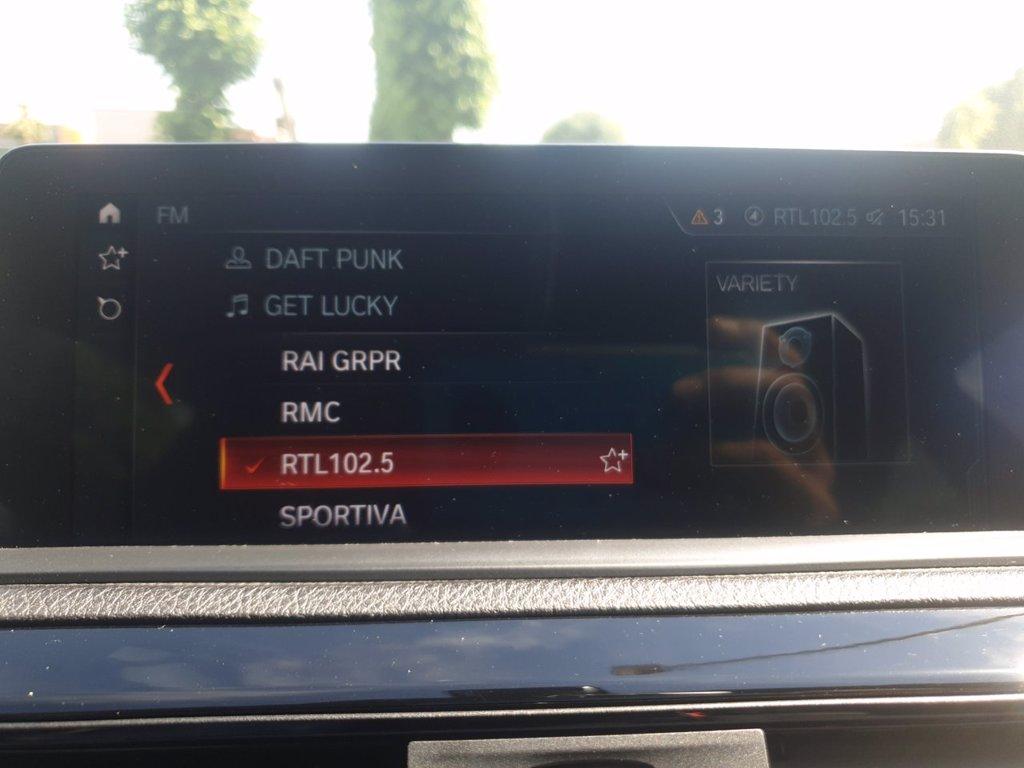 FM
3 RTL102.5 15:31
DAFT PUNK
GET LUCKY
VARIETY
RAI GRPR
RMC
RTL102.5
SPORTIVA